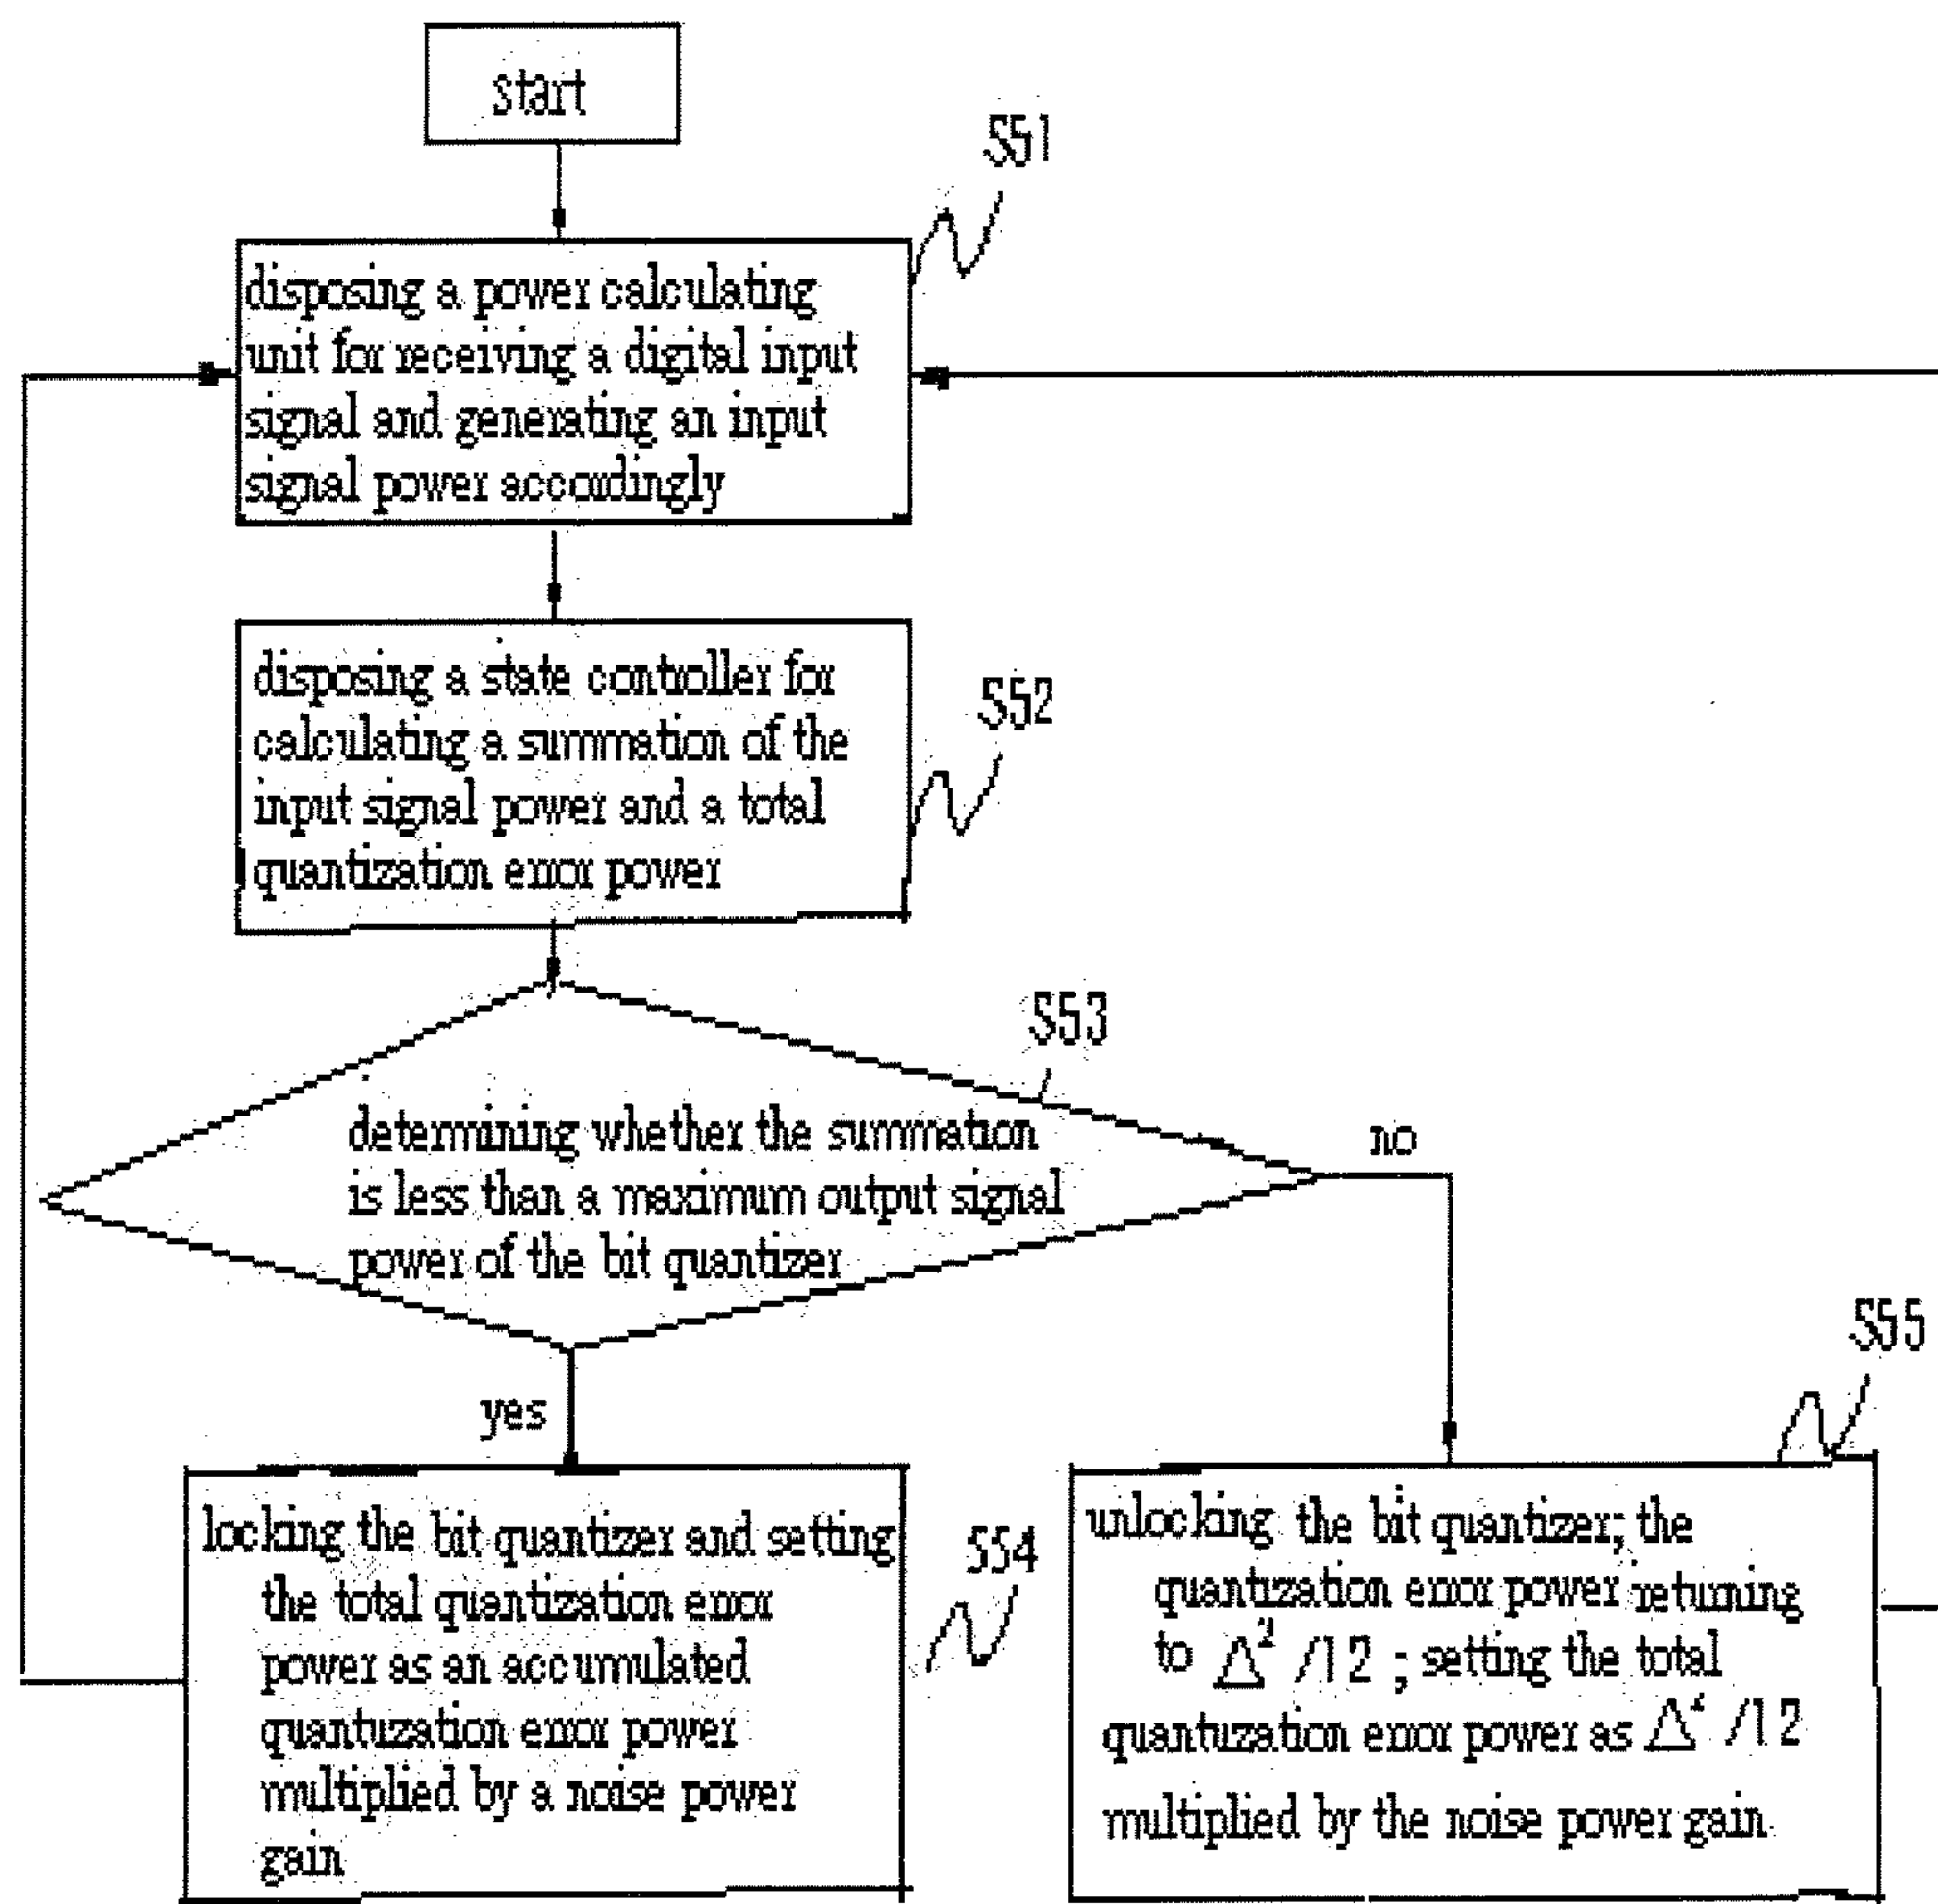 start
S51
disposing a power calculating
unit for receiving a digital input
signal and generating an input
signal power accordingly
disposing a state controller for
calculating a summation of the
input signal power and a total
quantization error power
S52
S53
determining whether the summation
is less than a maximum output signal
power of the bit quantizer
no
yes
S55
locking the bit quantizer and setting
the total quantization error
power as an accumulated
quantuzation error power
multiplied by a noise power
gain
S54
unlocking the bit quantizer; the
quantization error power returning
to Δ² /12 ; setting the total
quantuzation error power as Δ² /12
multiplied by the noise power gain.